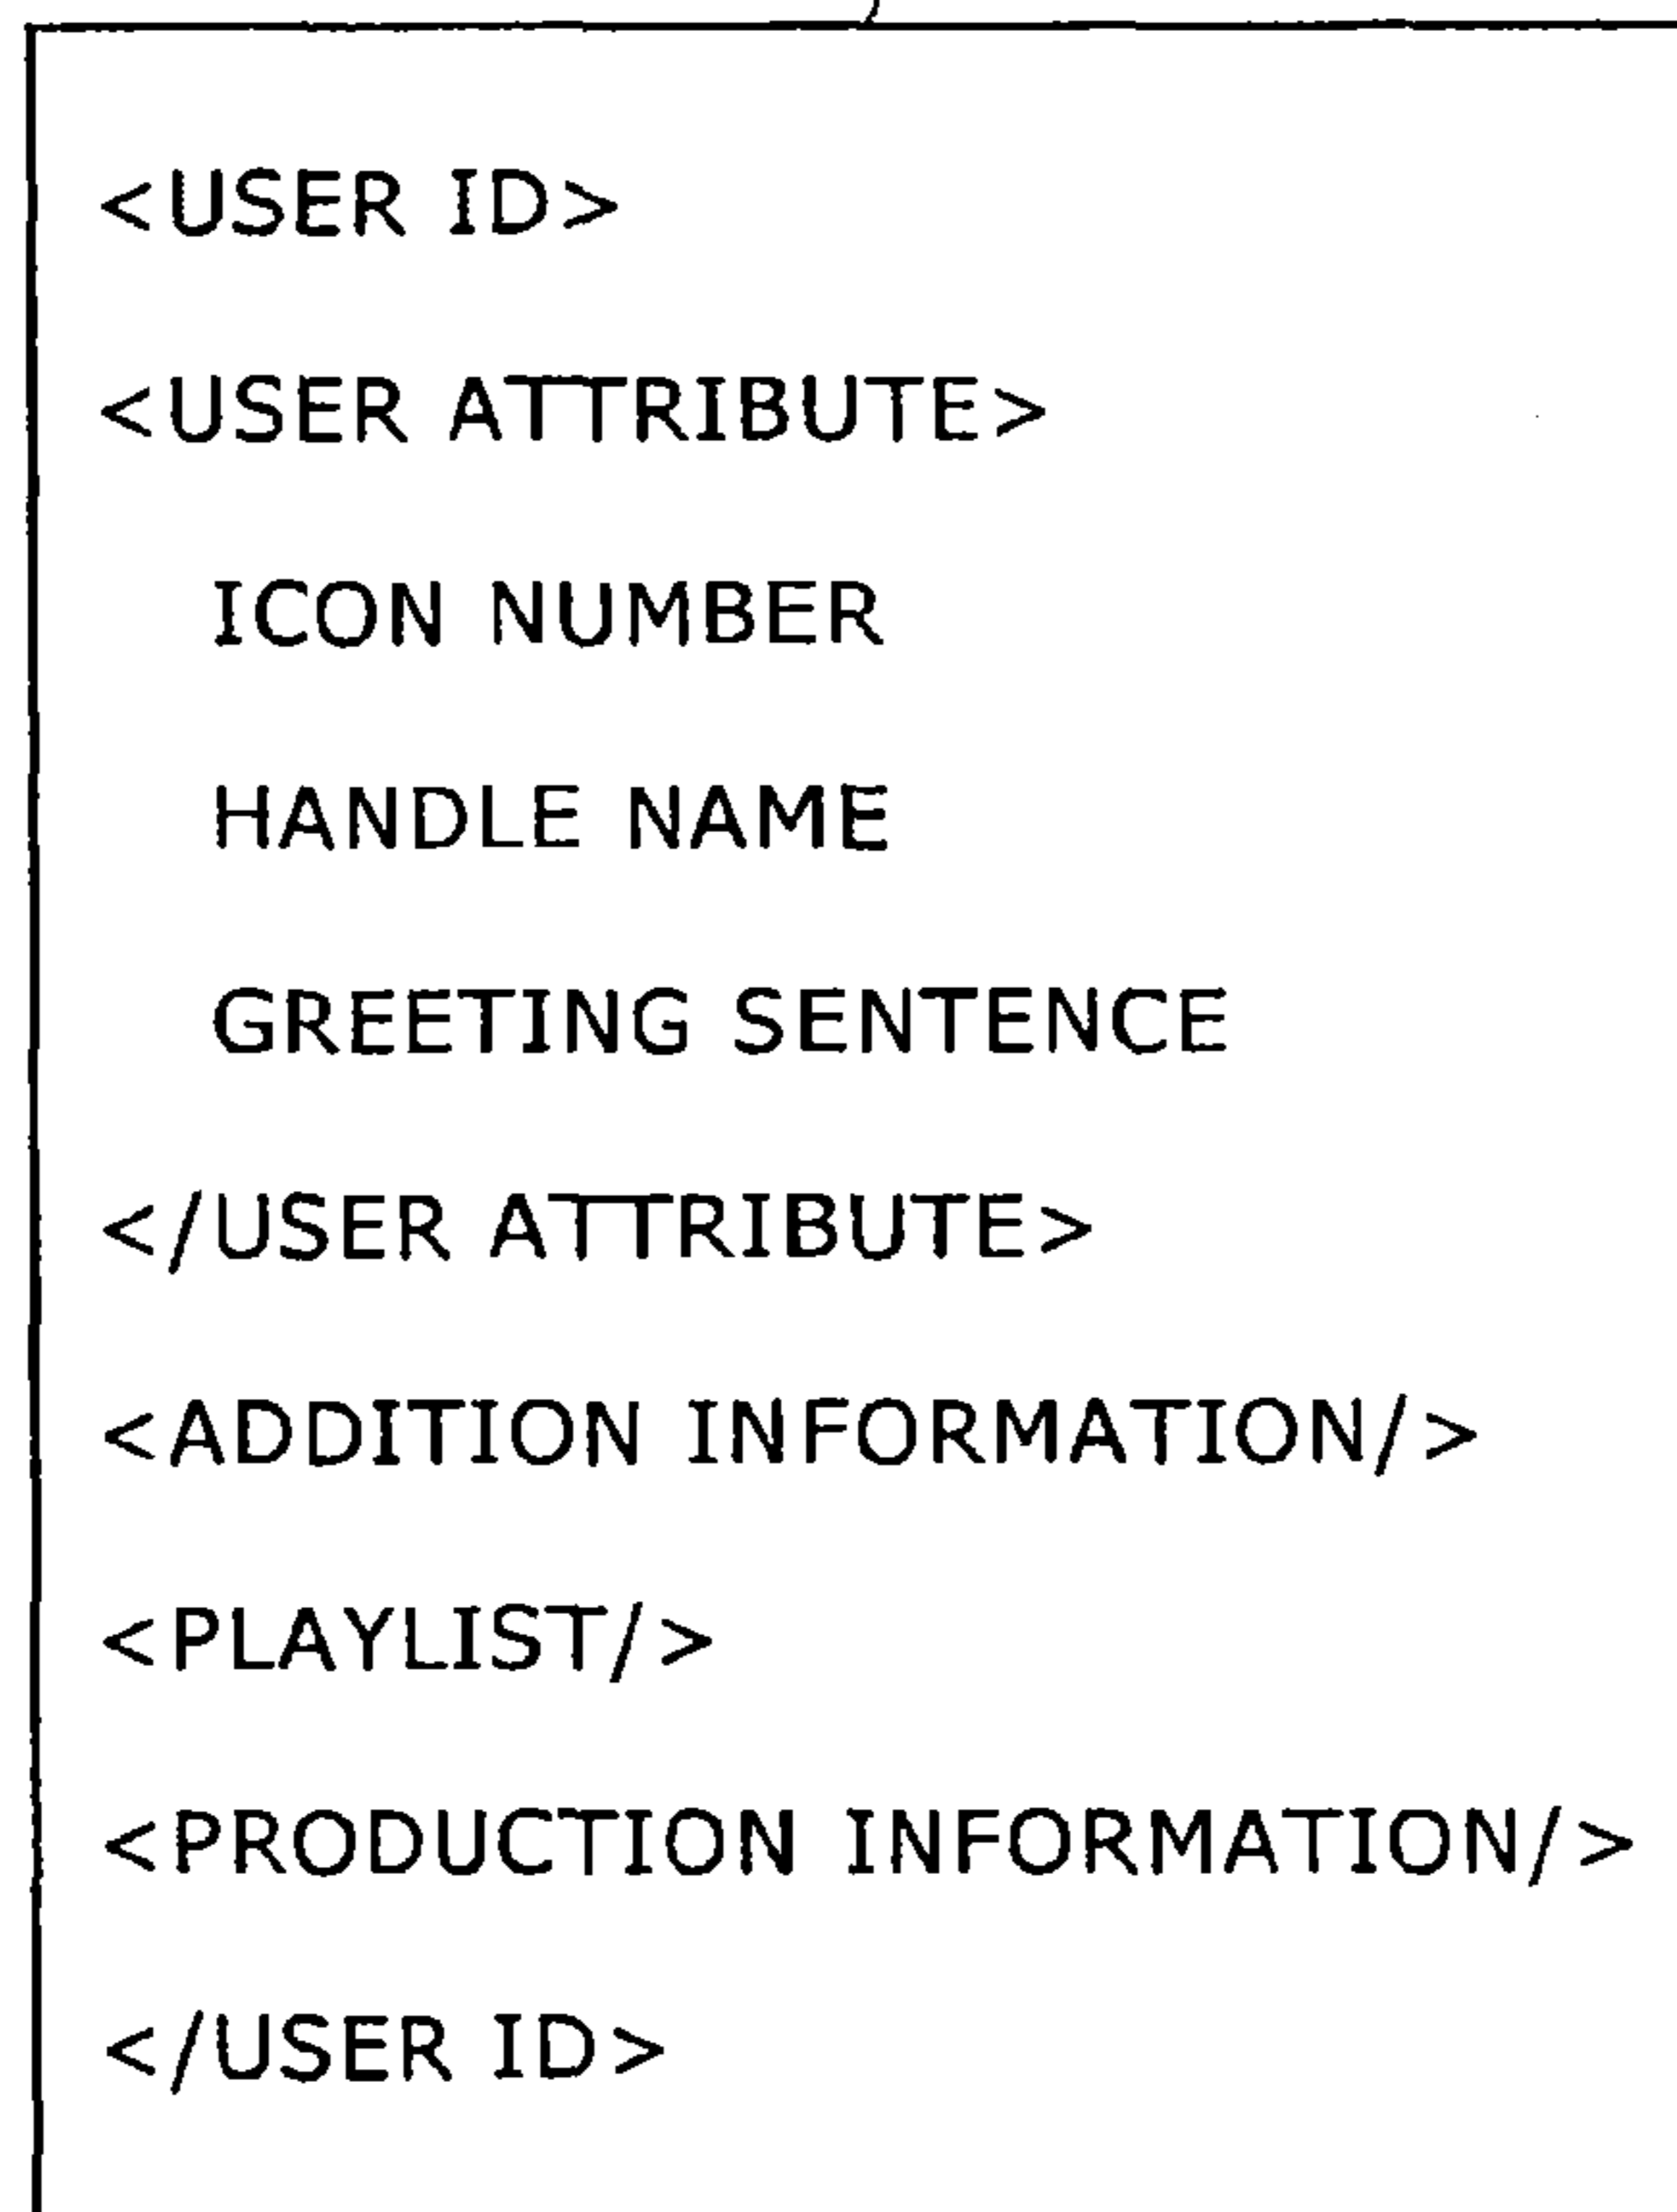 <USER ID>
<USER ATTRIBUTE>
ICON NUMBER
HANDLE NAME
GREETING SENTENCE
</USER ATTRIBUTE>
<ADDITION INFORMATION/>
<PLAYLIST/>
<PRODUCTION INFORMATION/>
</USER ID>